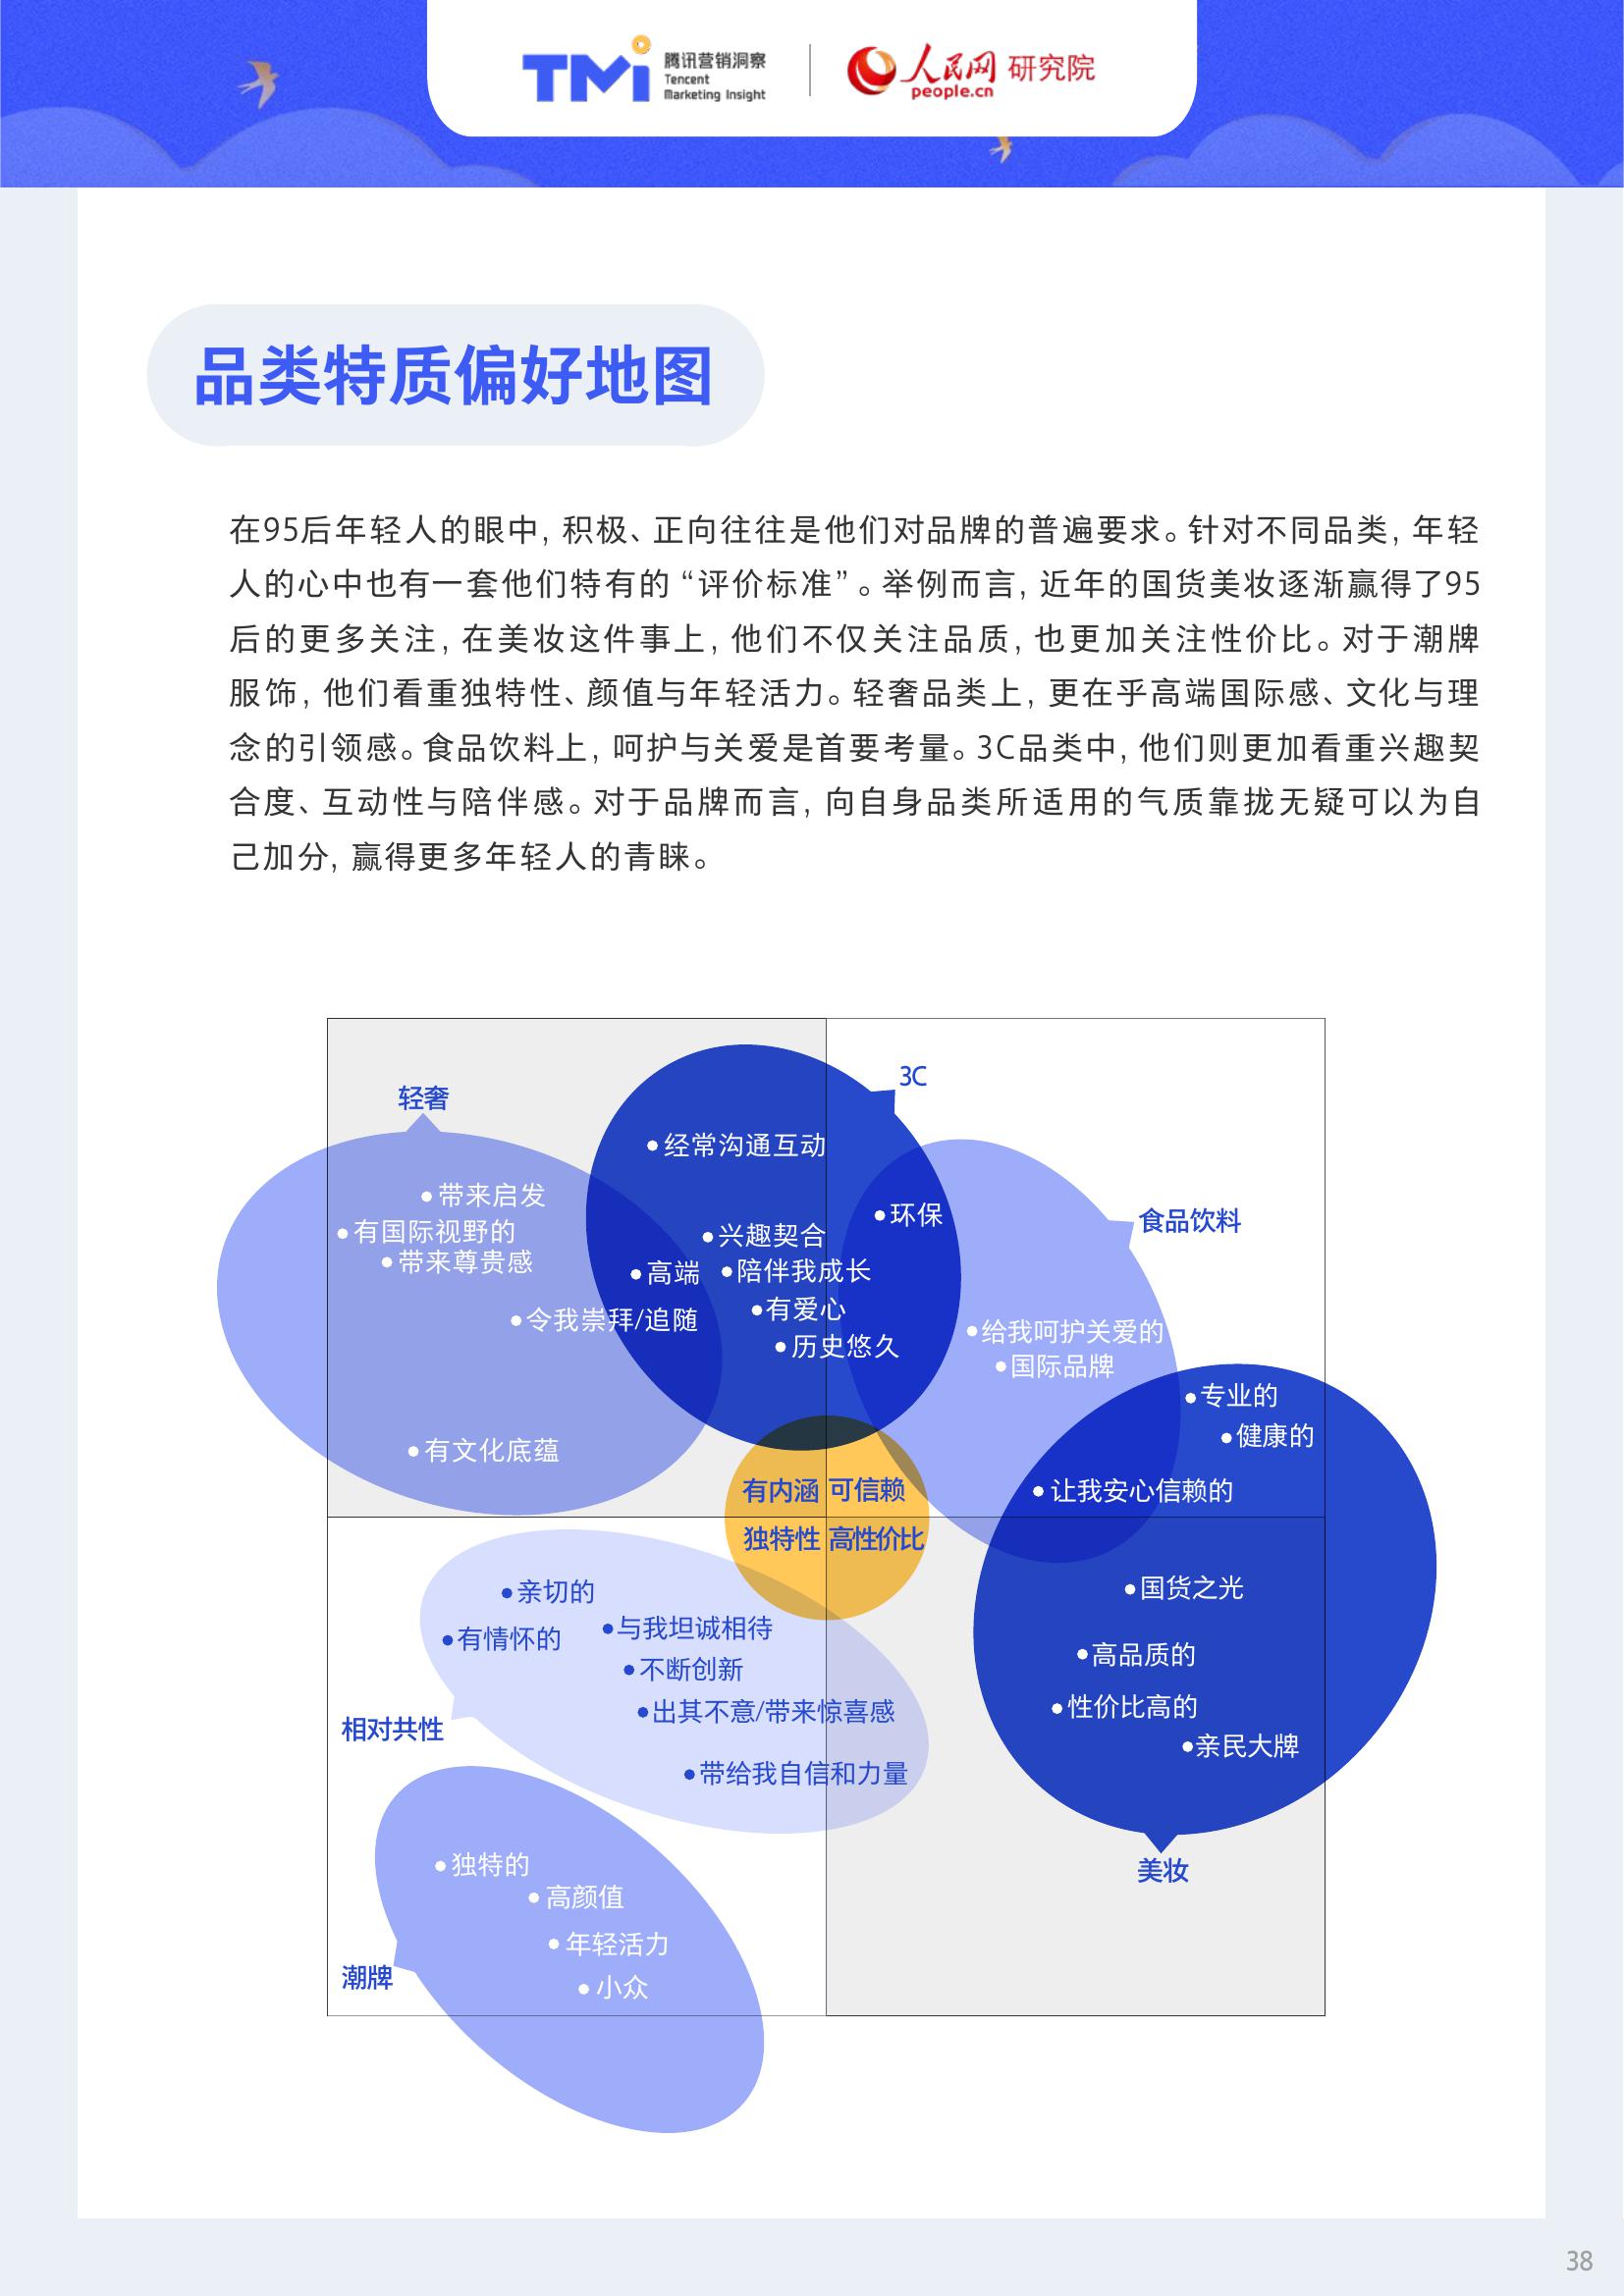 TMi 腾讯营销洞察
Tencent
Marketing Insight
人民网 研究院
people.cn
品类特质偏好地图
在95后年轻人的眼中，积极、正向往往是他们对品牌的普遍要求。针对不同品类，年轻
人的心中也有一套他们特有的“评价标准”。举例而言，近年的国货美妆逐渐赢得了95
后的更多关注，在美妆这件事上，他们不仅关注品质，也更加关注性价比。对于潮牌
服饰，他们看重独特性、颜值与年轻活力。轻奢品类上，更在乎高端国际感、文化与理
念的引领感。食品饮料上，呵护与关爱是首要考量。3C品类中，他们则更加看重兴趣契
合度、互动性与陪伴感。对于品牌而言，向自身品类所适用的气质靠拢无疑可以为自
己加分，赢得更多年轻人的青睐。
3C
轻奢
经常沟通互动
带来启发
有国际视野的
带来尊贵感
环保
食品饮料
兴趣契合
高端
陪伴我成长
有爱心
令我崇拜/追随
历史悠久
给我呵护关爱的
国际品牌
专业的
健康的
有文化底蕴
让我安心信赖的
有内涵 可信赖
独特性 高性价比
亲切的
有情怀的
与我坦诚相待
不断创新
出其不意/带来惊喜感
带给我自信和力量
相对共性
国货之光
高品质的
性价比高的
亲民大牌
美妆
独特的
高颜值
年轻活力
小众
潮牌
38